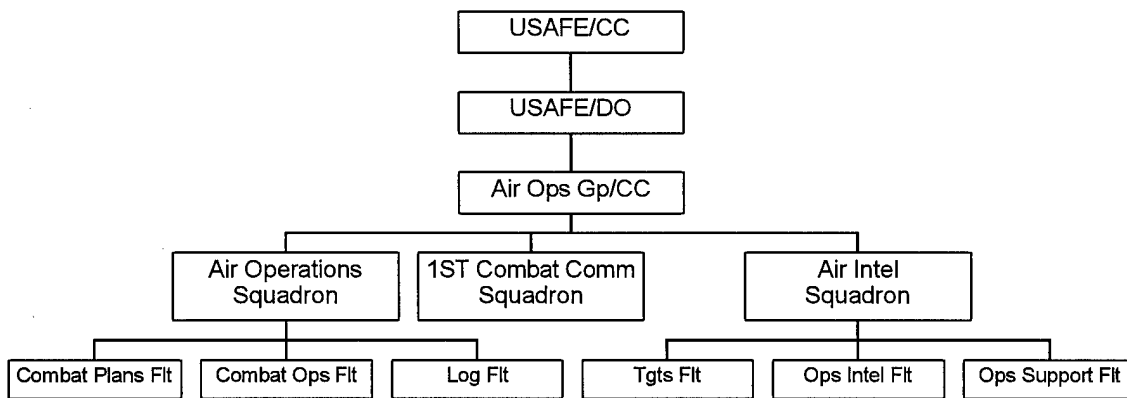 USAFE/CC
USAFE/DO
Air Ops Gp/CC
Air Operations
Squadron
1ST Combat Comm
Squadron
Air Intel
Squadron
Combat Plans Flt
Combat Ops Flt
Log Flt
Tgts Flt
Ops Intel Flt
Ops Support Flt